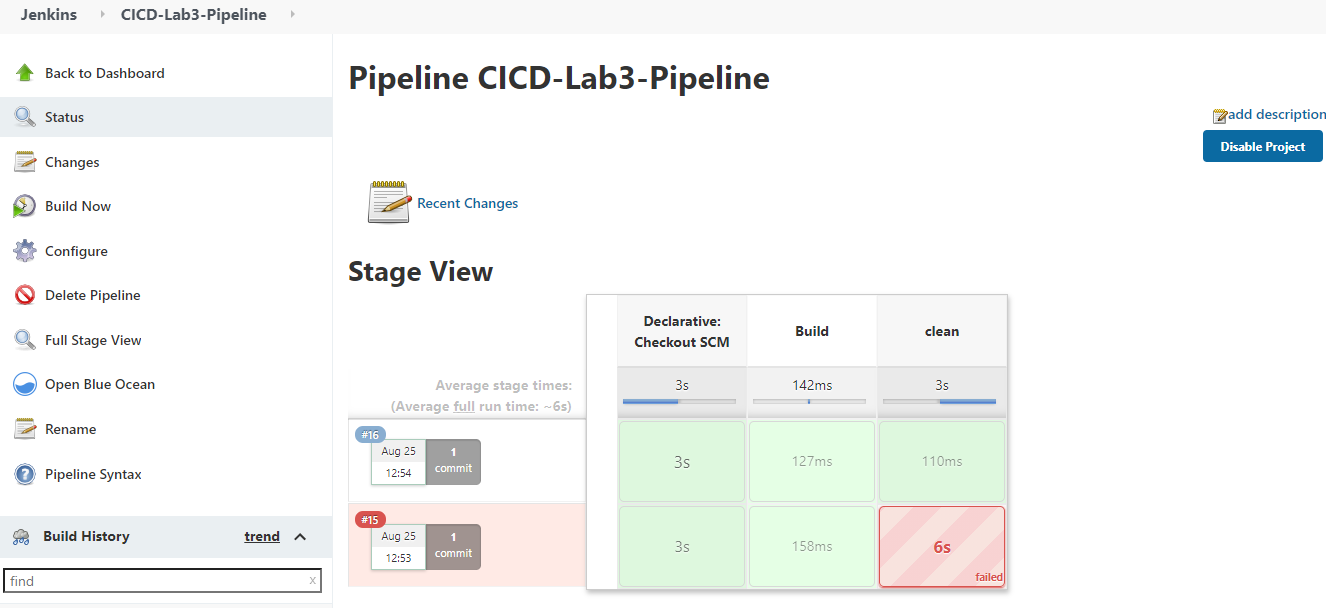 Jenkins CICD-Lab3-Pipeline
Back to Dashboard
Status
Changes
Build Now
Configure
Delete Pipeline
Full Stage View
Open Blue Ocean
Rename
Pipeline Syntax
Build History trend
find x
Pipeline CICD-Lab3-Pipeline
add description
Disable Project
Recent Changes
Stage View
Declarative:
Checkout SCM
Build
clean
Average stage times:
(Average full run time: ~6s)
3s
142ms
3s
#16
Aug 25
12:54
1
commit
3s
127ms
110ms
#15
Aug 25
12:53
1
commit
3s
158ms
6s
failed